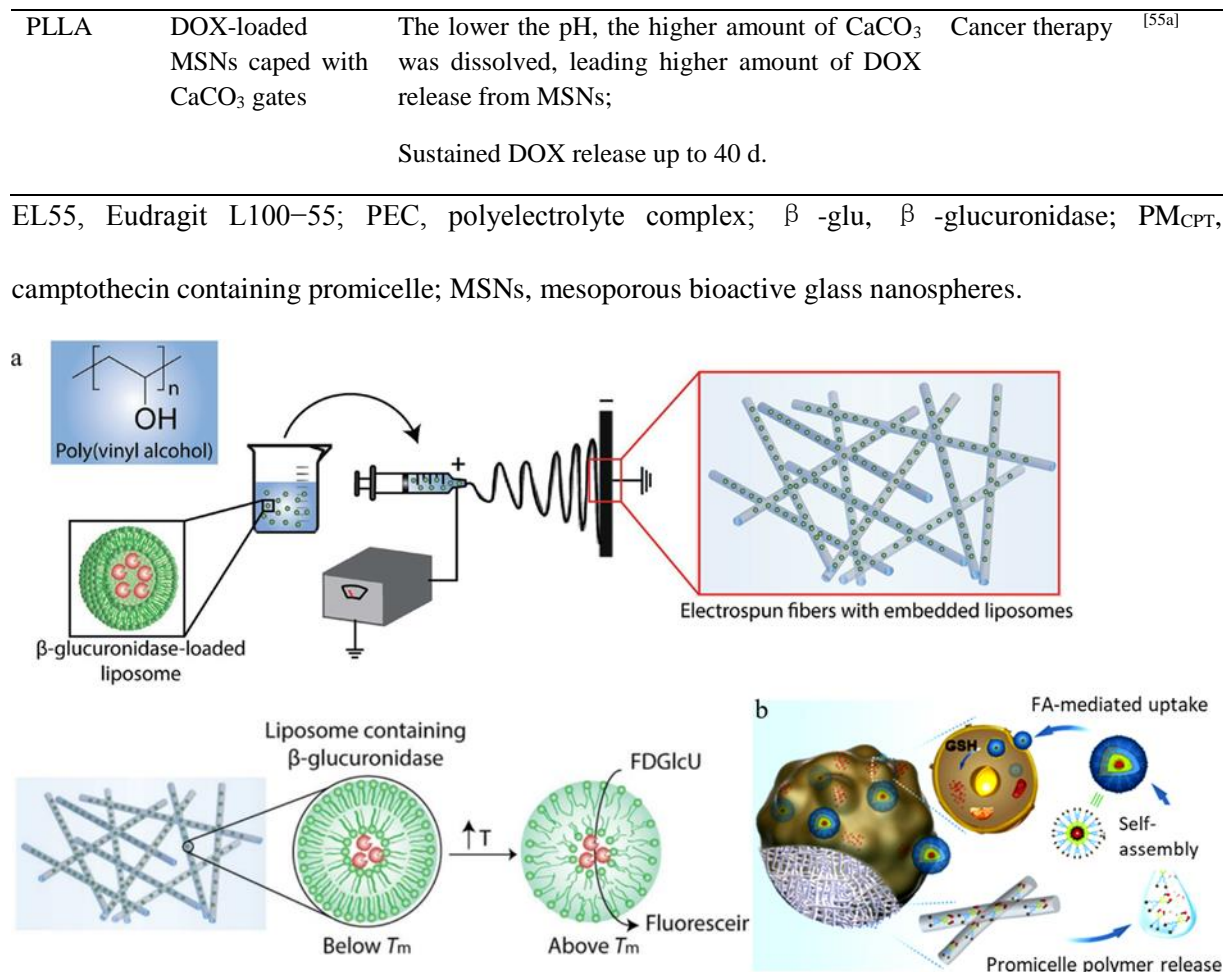 PLLA DOX-loaded MSNs caped with CaCO3 gates The lower the pH, the higher amount of CaCO3 was dissolved, leading higher amount of DOX release from MSNs; Cancer therapy [55a]
Sustained DOX release up to 40 d.
EL55, Eudragit L100−55; PEC, polyelectrolyte complex; β -glu, β -glucuronidase; PMCPT,
camptothecin containing promicelle; MSNs, mesoporous bioactive glass nanospheres.
a
n
OH
Poly(vinyl alcohol)
+
−
β-glucuronidase-loaded
liposome
Electrospun fibers with embedded liposomes
Liposome containing
β-glucuronidase
FDGlcU
↑T
Fluoresceir
Below Tm
Above Tm
b
FA-mediated uptake
GSH
Self-
assembly
Promicelle polymer release